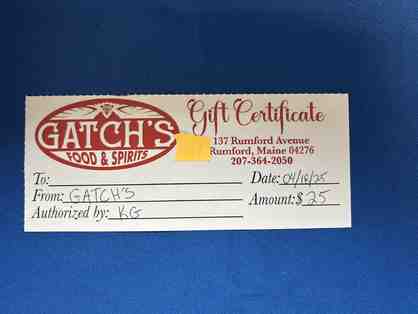 GATCH'S
FOOD & SPIRITS
Gift Certificate
137 Rumford Avenue
Rumford, Maine 04276
207-364-2050
To:
Date: 04/18/25
From: GATCH'S
Amount: $ 25
Authorized by: KG